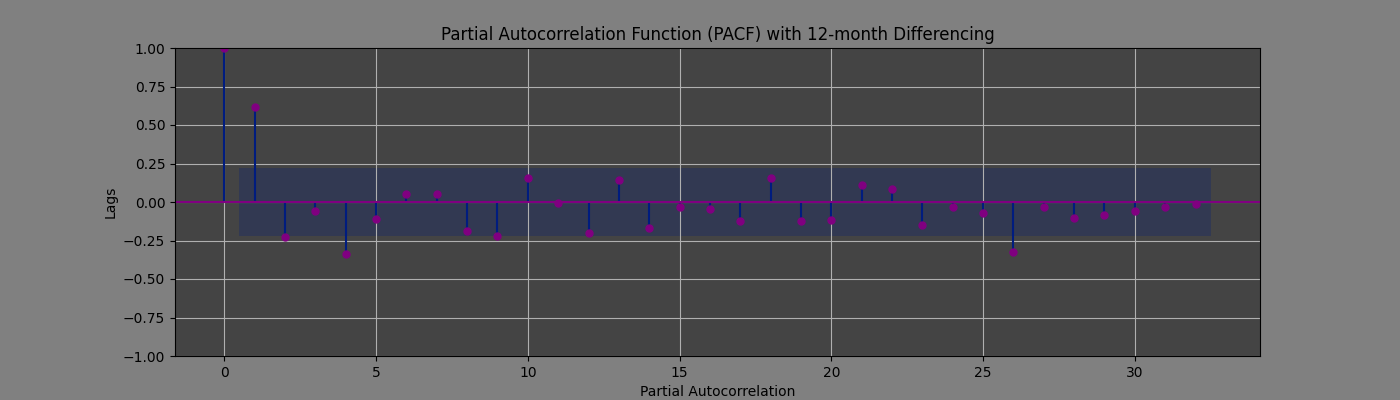 Partial Autocorrelation Function (PACF) with 12-month Differencing
1.00
0.75
0.50
0.25
0.00
−0.25
−0.50
−0.75
−1.00
Lags
0 5 10 15 20 25 30
Partial Autocorrelation